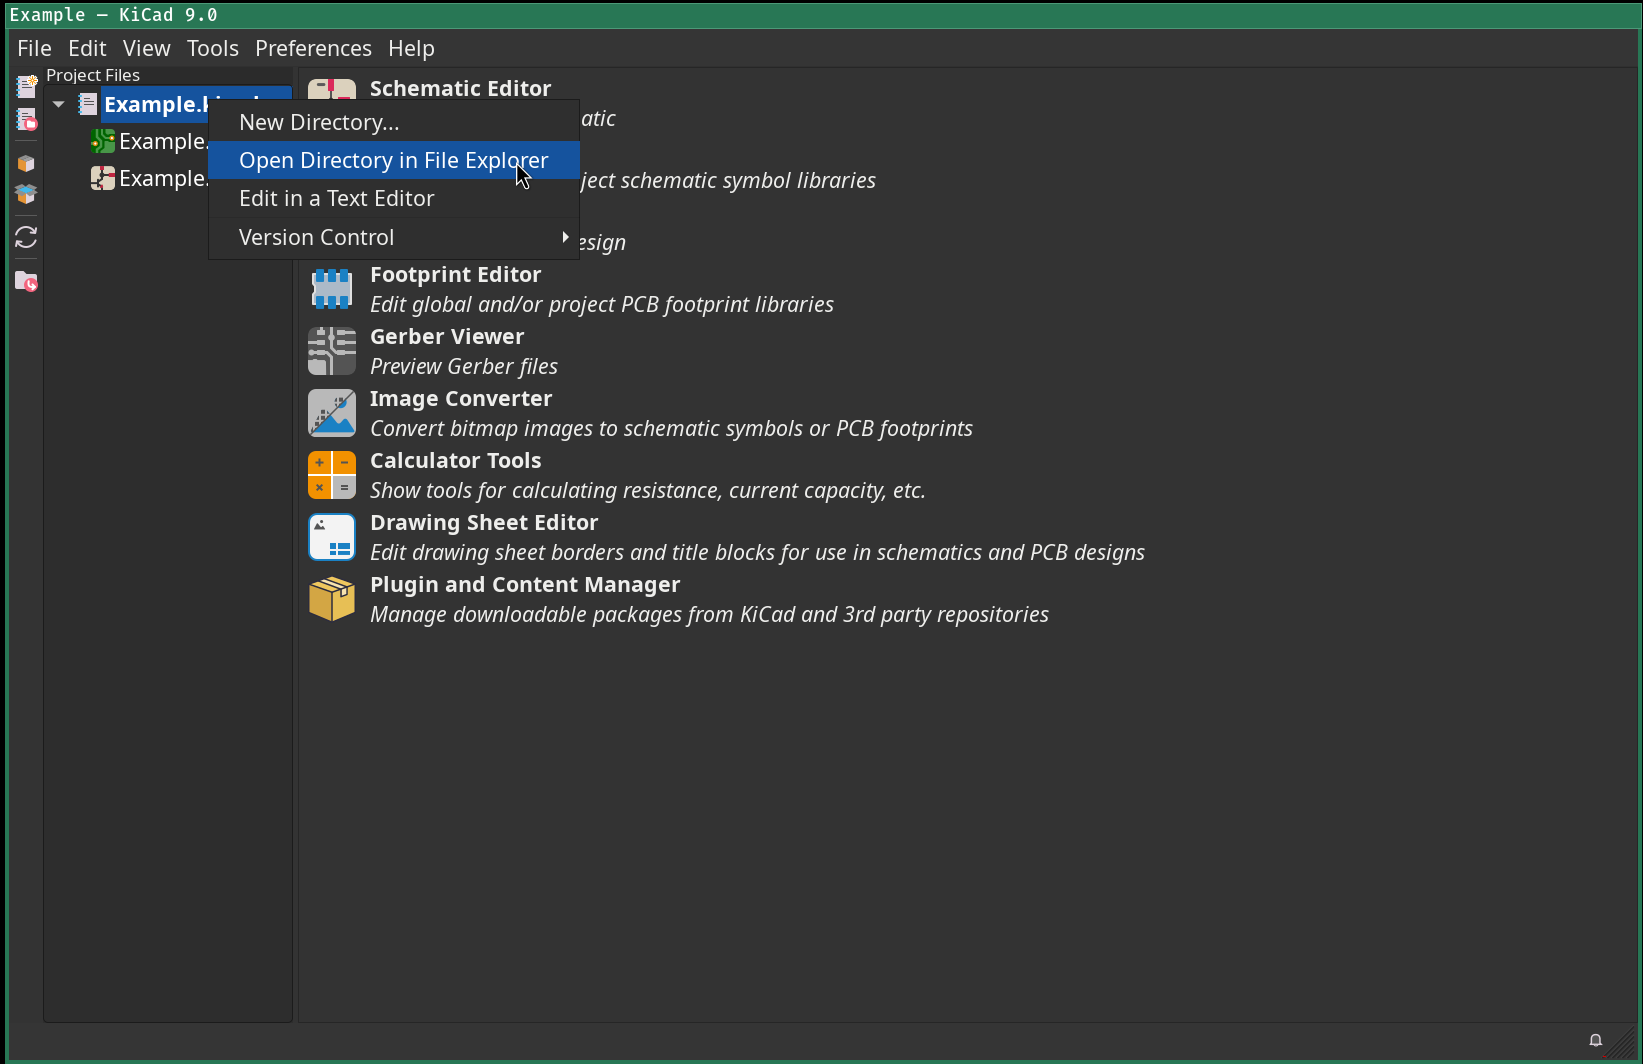 Example — KiCad 9.0
File Edit View Tools Preferences Help
Project Files
Example.
Example.
Example.
New Directory...
Open Directory in File Explorer
Edit in a Text Editor
Version Control
Schematic Editor
schematic symbol libraries
Footprint Editor
Edit global and/or project PCB footprint libraries
Gerber Viewer
Preview Gerber files
Image Converter
Convert bitmap images to schematic symbols or PCB footprints
Calculator Tools
Show tools for calculating resistance, current capacity, etc.
Drawing Sheet Editor
Edit drawing sheet borders and title blocks for use in schematics and PCB designs
Plugin and Content Manager
Manage downloadable packages from KiCad and 3rd party repositories